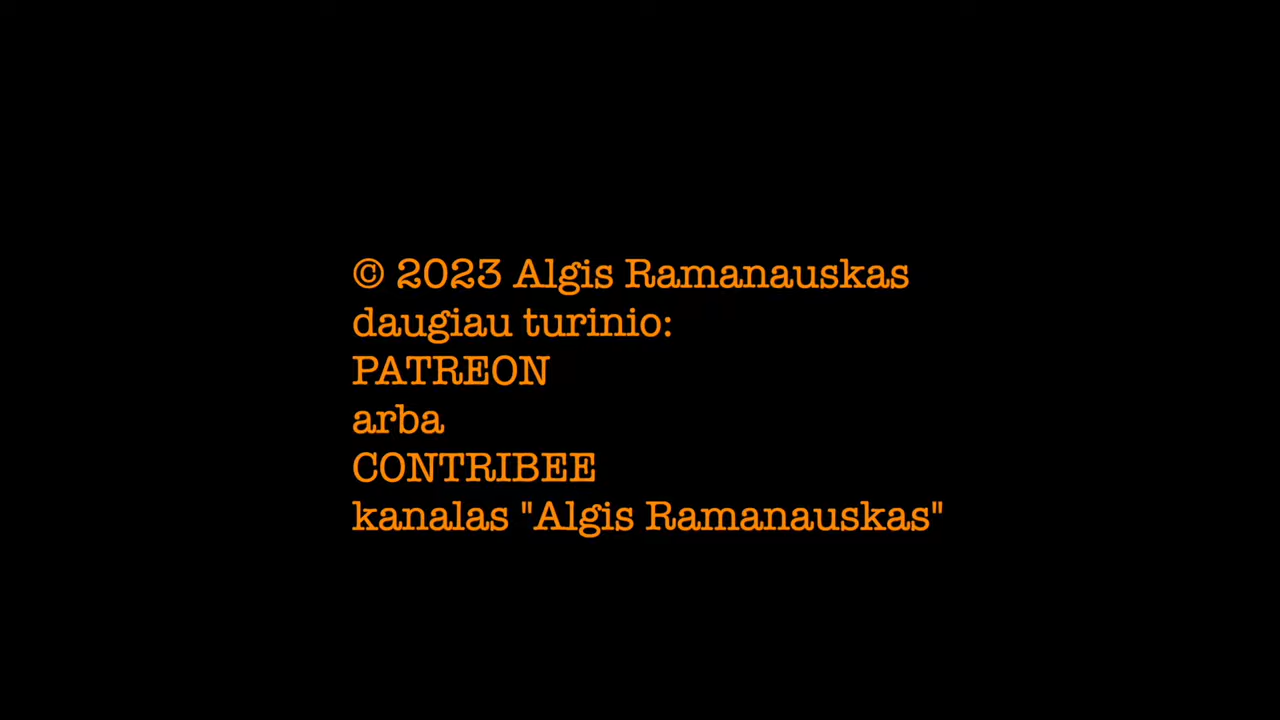 © 2023 Algis Ramanauskas
daugiau turinio:
PATREON
arba
CONTRIBEE
kanalas "Algis Ramanauskas"